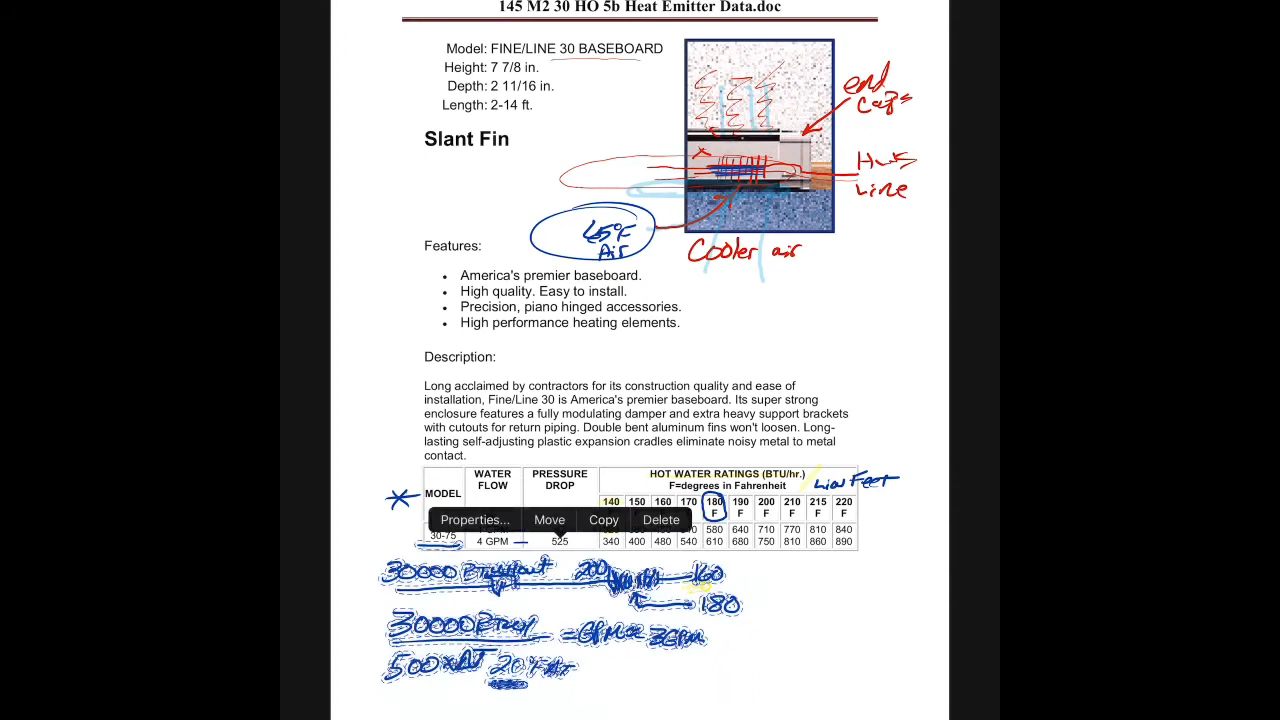 145 M2 30 HO 5b Heat Emitter Data.doc
Model: FINE/LINE 30 BASEBOARD
Height: 7 7/8 in.
Depth: 2 11/16 in.
Length: 2-14 ft.
Slant Fin
end
caps
line
65°F
Air
Cooler air
Features:
• America's premier baseboard.
• High quality. Easy to install.
• Precision, piano hinged accessories.
• High performance heating elements.
Description:
Long acclaimed by contractors for its construction quality and ease of
installation, Fine/Line 30 is America's premier baseboard. Its super strong
enclosure features a fully modulating damper and extra heavy support brackets
with cutouts for return piping. Double bent aluminum fins won't loosen. Long-
lasting self-adjusting plastic expansion cradles eliminate noisy metal to metal
contact.
MODEL WATER FLOW PRESSURE DROP HOT WATER RATINGS (BTU/hr.)
F=degrees in Fahrenheit
Lin Feet
140 F 150 F 160 F 170 F 180 F 190 F 200 F 210 F 215 F 220 F
Properties... Move Copy Delete
580 640 710 770 810 840
30-75 4 GPM 525 340 400 480 540 610 680 750 810 860 890
30000 200 160
180
30000 = 3GPM
500 x ΔT 20